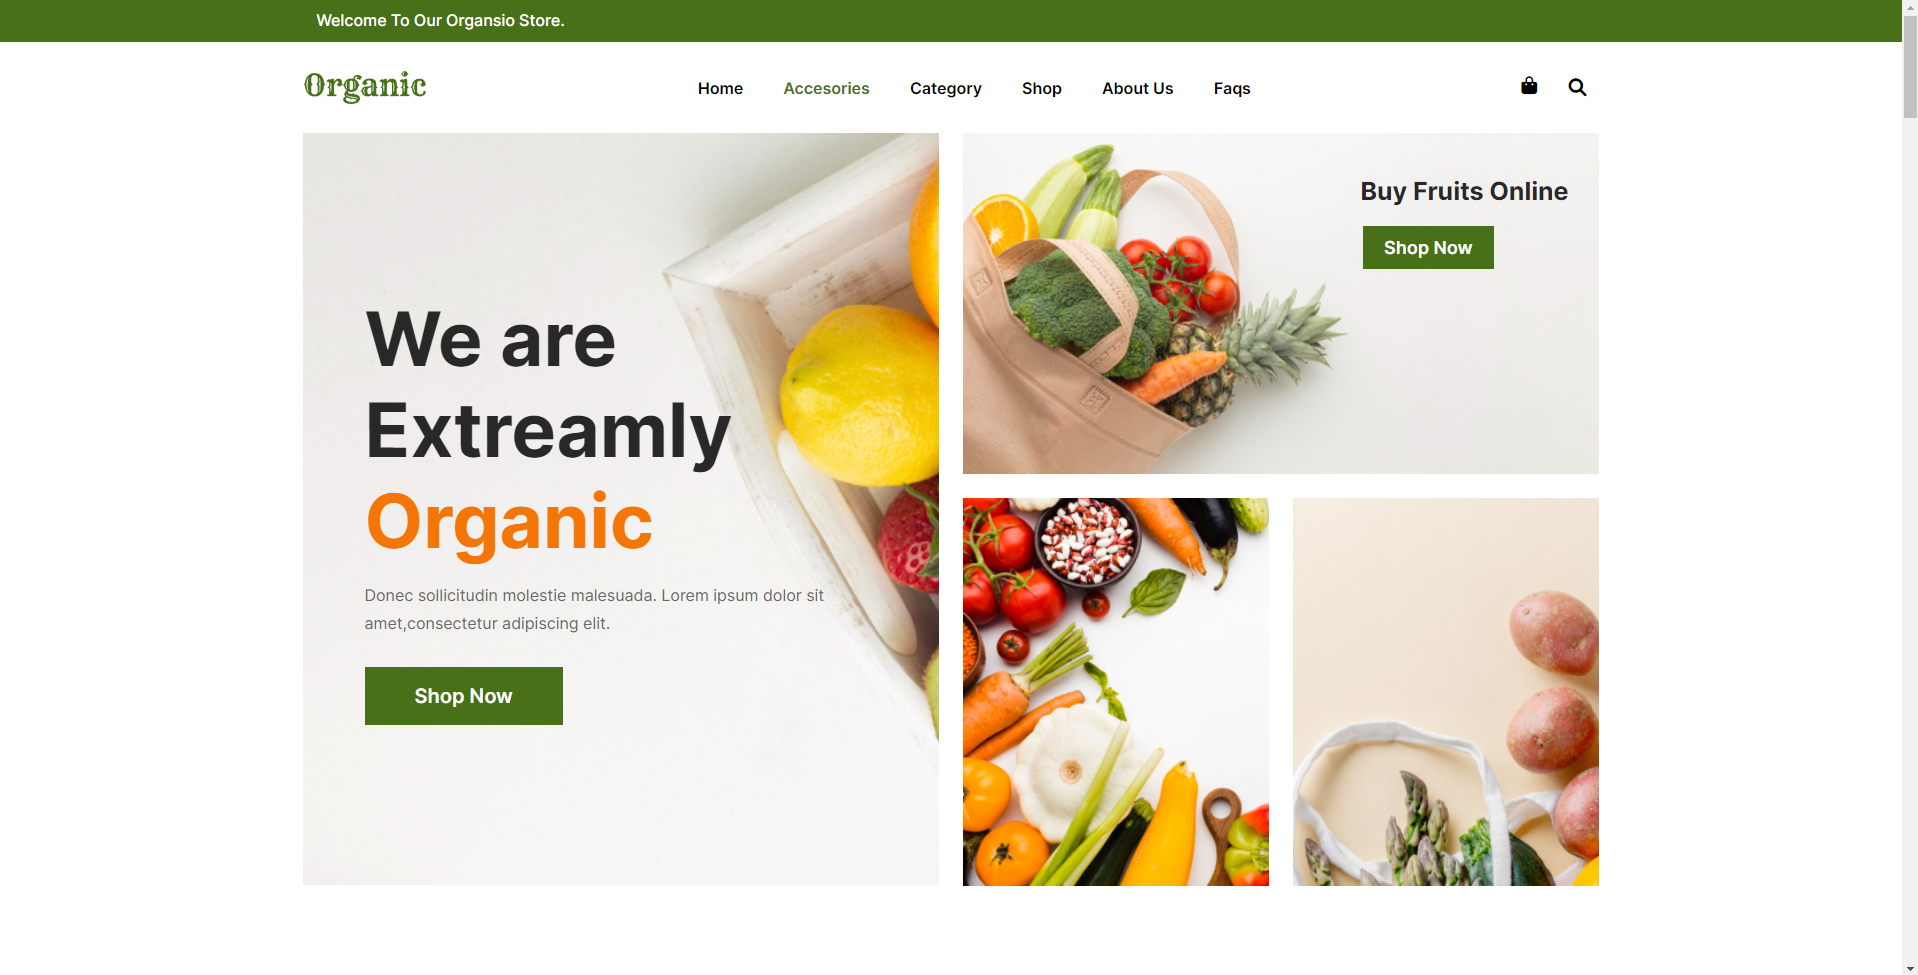 Welcome To Our Organsio Store.
Organic
Home Accesories Category Shop About Us Faqs
We are
Extreamly
Organic
Donec sollicitudin molestie malesuada. Lorem ipsum dolor sit
amet,consectetur adipiscing elit.
Shop Now
Buy Fruits Online
Shop Now